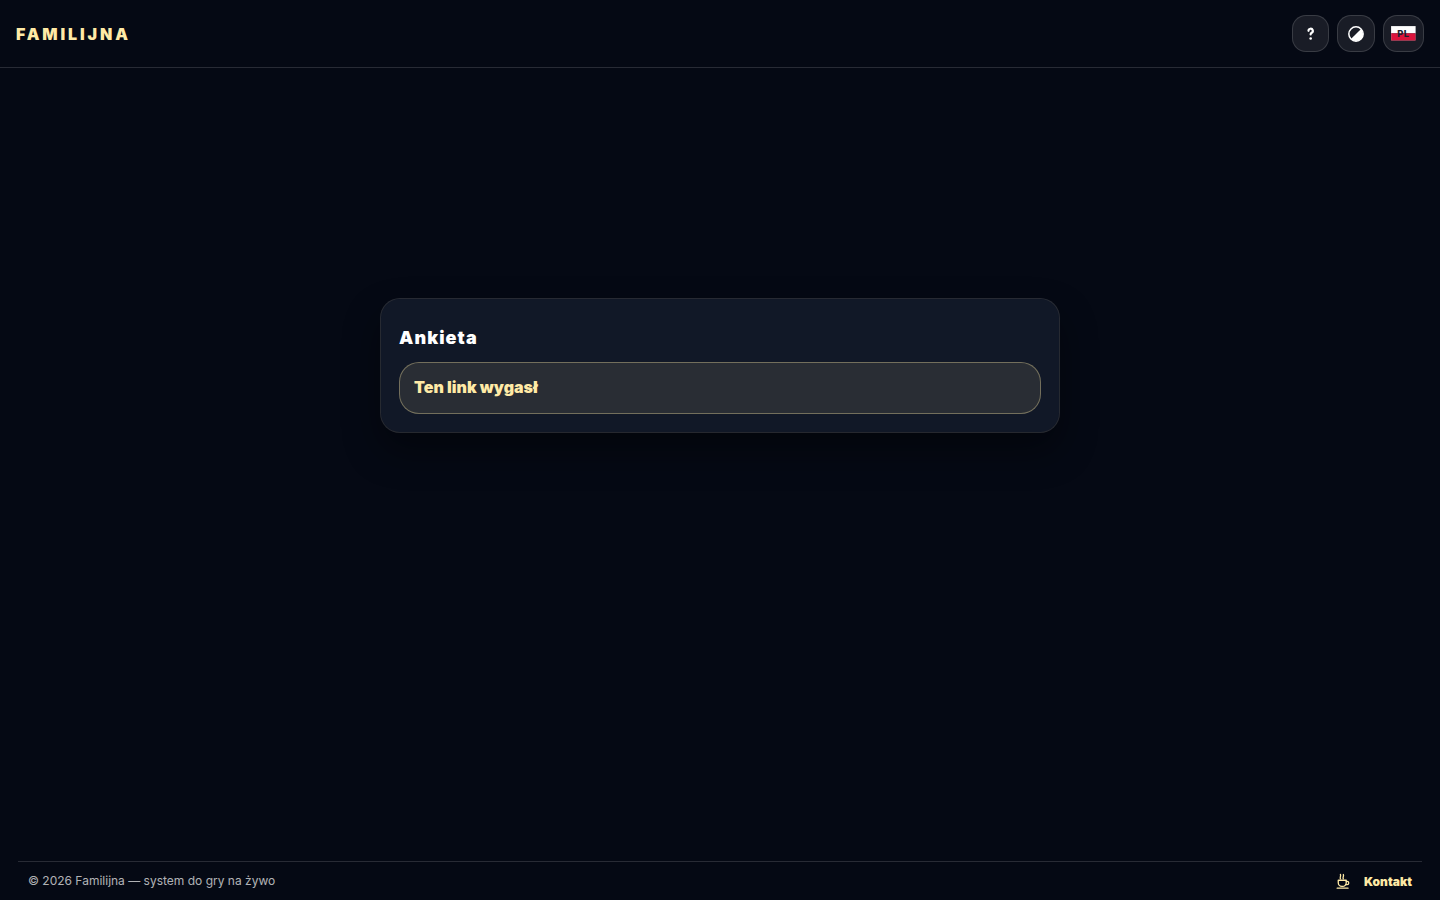 FAMILIJNA
?
PL
Ankieta
Ten link wygasł
© 2026 Familijna — system do gry na żywo
Kontakt